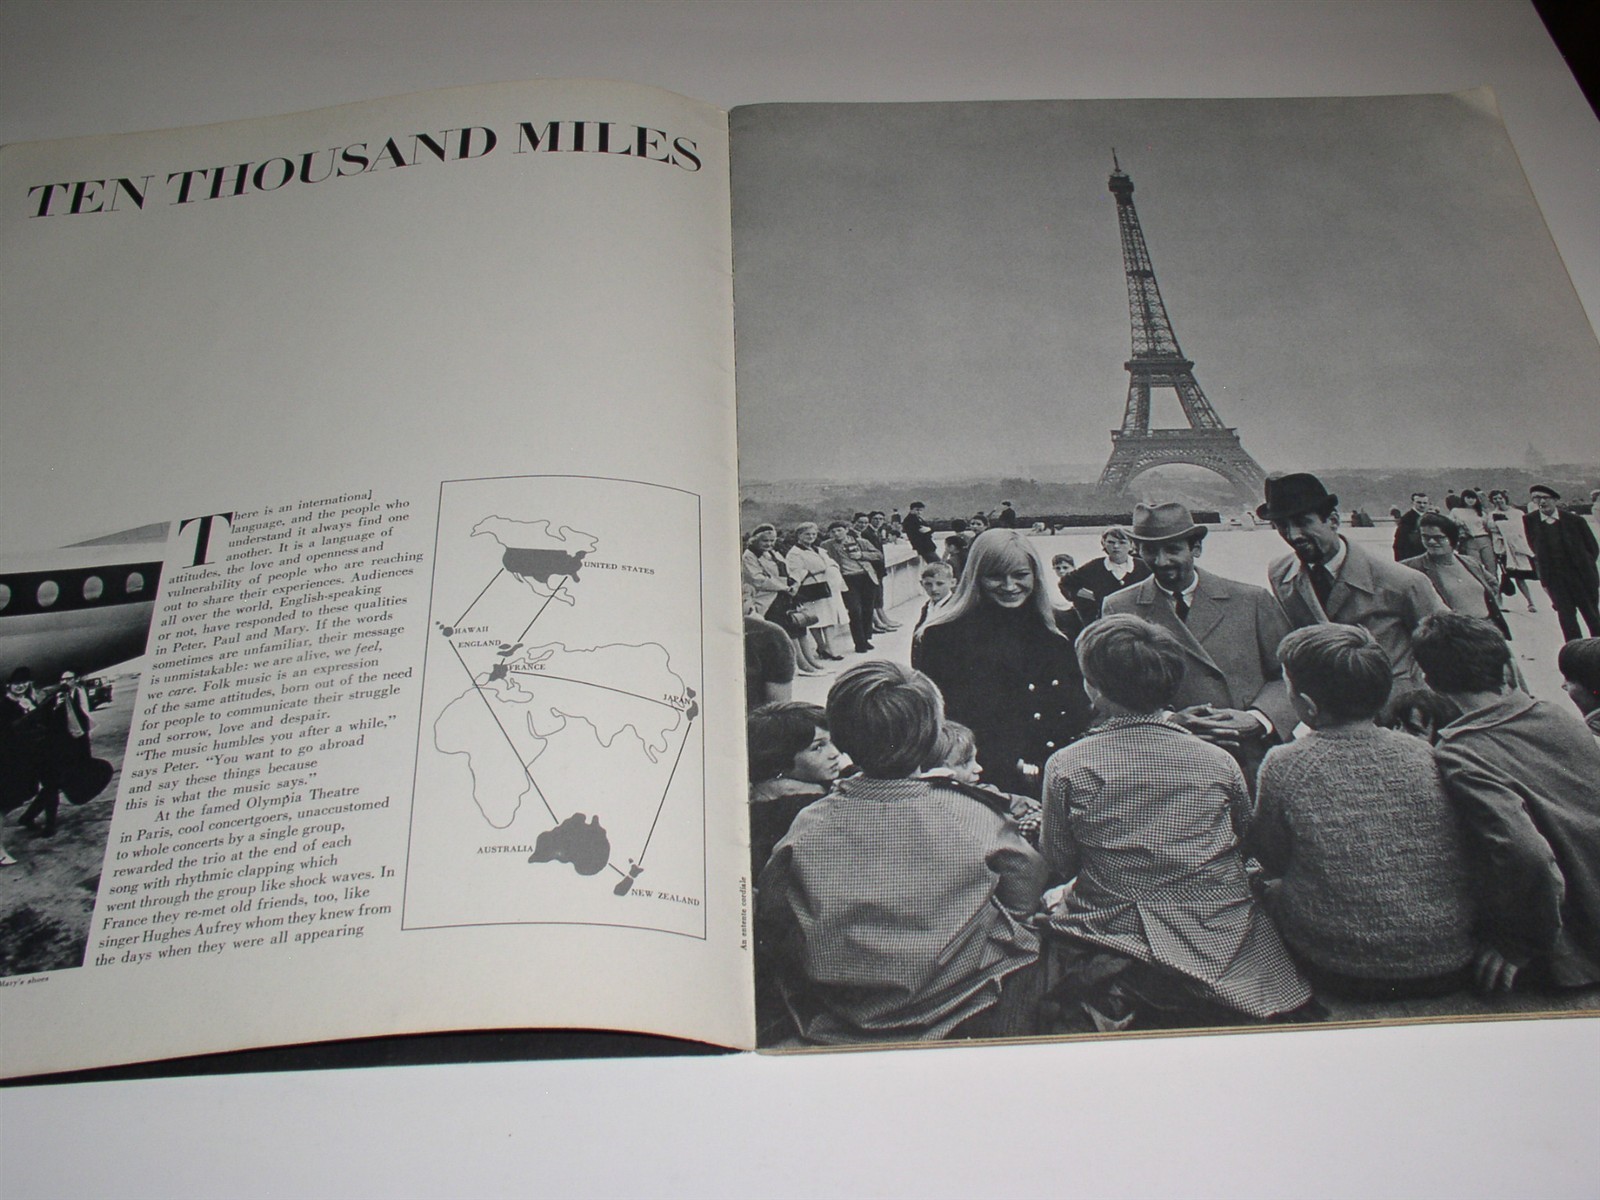 TEN THOUSAND MILES
There is an international
language, and the people who
understand it always find one
another. It is a language of
attitudes, the love and openness and
vulnerability of people who are reaching
out to share their experiences. Audiences
all over the world, English-speaking
or not, have responded to these qualities
in Peter, Paul and Mary. If the words
sometimes are unfamiliar, their message
is unmistakable: we are alive, we feel,
we care. Folk music is an expression
of the same attitudes, born out of the need
for people to communicate their struggle
and sorrow, love and despair.
"The music humbles you after a while,"
says Peter. "You want to go abroad
and say these things because
this is what the music says."
At the famed Olympia Theatre
in Paris, cool concertgoers, unaccustomed
to whole concerts by a single group,
rewarded the trio at the end of each
song with rhythmic clapping which
went through the group like shock waves. In
France they re-met old friends, too, like
singer Hughes Aufrey whom they knew from
the days when they were all appearing
Mary's shoes
UNITED STATES
HAWAII
ENGLAND
FRANCE
JAPAN
AUSTRALIA
NEW ZEALAND
An entente cordiale